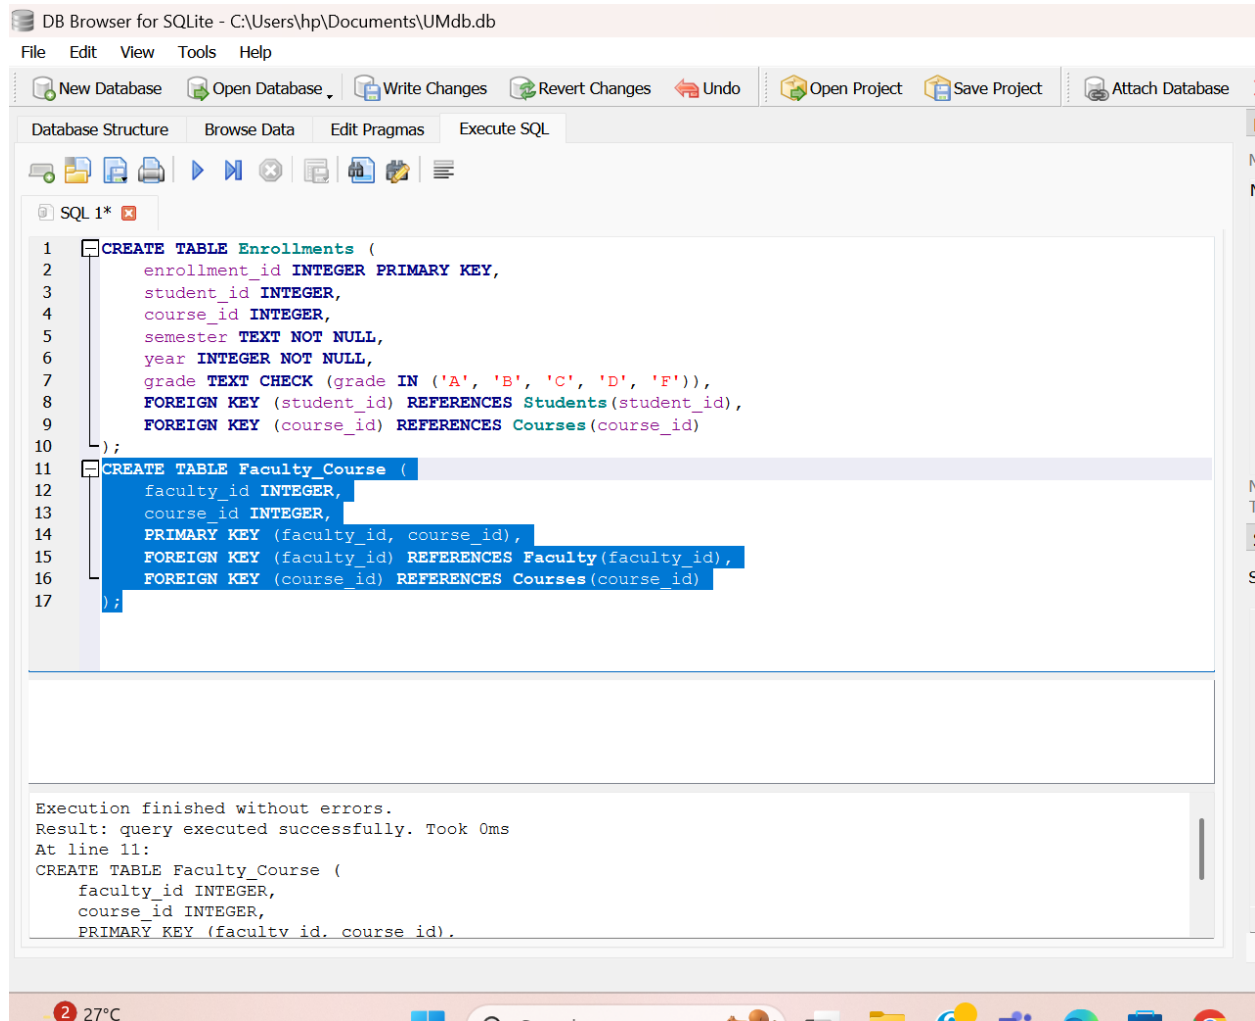 DB Browser for SQLite - C:\Users\hp\Documents\UMdb.db
File Edit View Tools Help
New Database Open Database Write Changes Revert Changes Undo Open Project Save Project Attach Database
Database Structure Browse Data Edit Pragmas Execute SQL
SQL 1*
1 CREATE TABLE Enrollments (
2 enrollment_id INTEGER PRIMARY KEY,
3 student_id INTEGER,
4 course_id INTEGER,
5 semester TEXT NOT NULL,
6 year INTEGER NOT NULL,
7 grade TEXT CHECK (grade IN ('A', 'B', 'C', 'D', 'F')),
8 FOREIGN KEY (student_id) REFERENCES Students(student_id),
9 FOREIGN KEY (course_id) REFERENCES Courses(course_id)
10 );
11 CREATE TABLE Faculty_Course (
12 faculty_id INTEGER,
13 course_id INTEGER,
14 PRIMARY KEY (faculty_id, course_id),
15 FOREIGN KEY (faculty_id) REFERENCES Faculty(faculty_id),
16 FOREIGN KEY (course_id) REFERENCES Courses(course_id)
17 );
Execution finished without errors.
Result: query executed successfully. Took 0ms
At line 11:
CREATE TABLE Faculty_Course (
faculty_id INTEGER,
course_id INTEGER,
PRIMARY KEY (faculty_id, course_id),
2 27°C